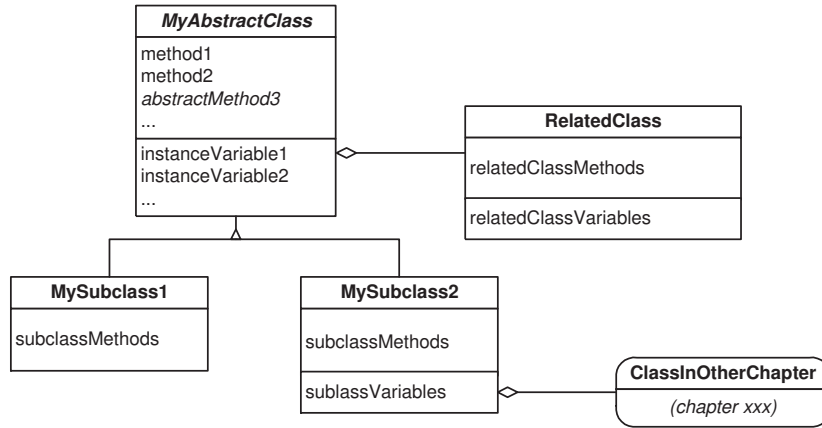 MyAbstractClass
method1
method2
abstractMethod3
...
instanceVariable1
instanceVariable2
...
RelatedClass
relatedClassMethods
relatedClassVariables
MySubclass1
subclassMethods
MySubclass2
subclassMethods
sublassVariables
ClassInOtherChapter
(chapter xxx)